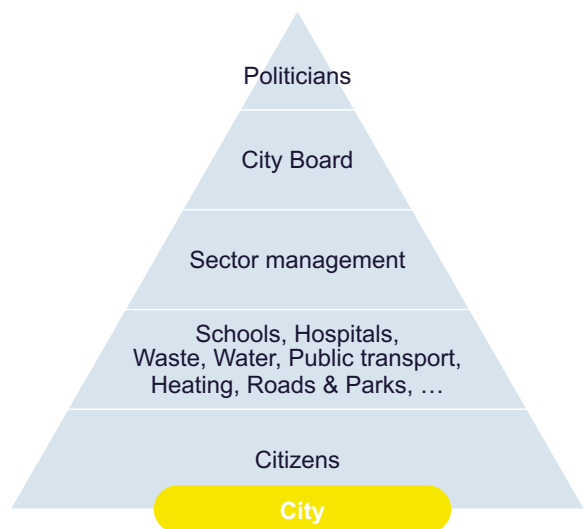 Politicians
City Board
Sector management
Schools, Hospitals,
Waste, Water, Public transport,
Heating, Roads & Parks, …
Citizens
City